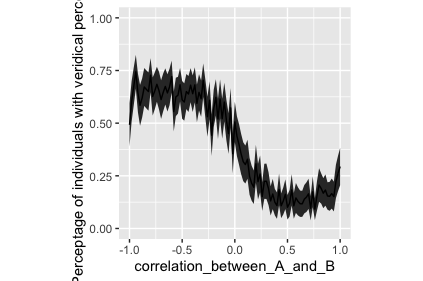 Perceptage of individuals with veridical perc
1.00
0.75
0.50
0.25
0.00
-1.0 -0.5 0.0 0.5 1.0
correlation_between_A_and_B